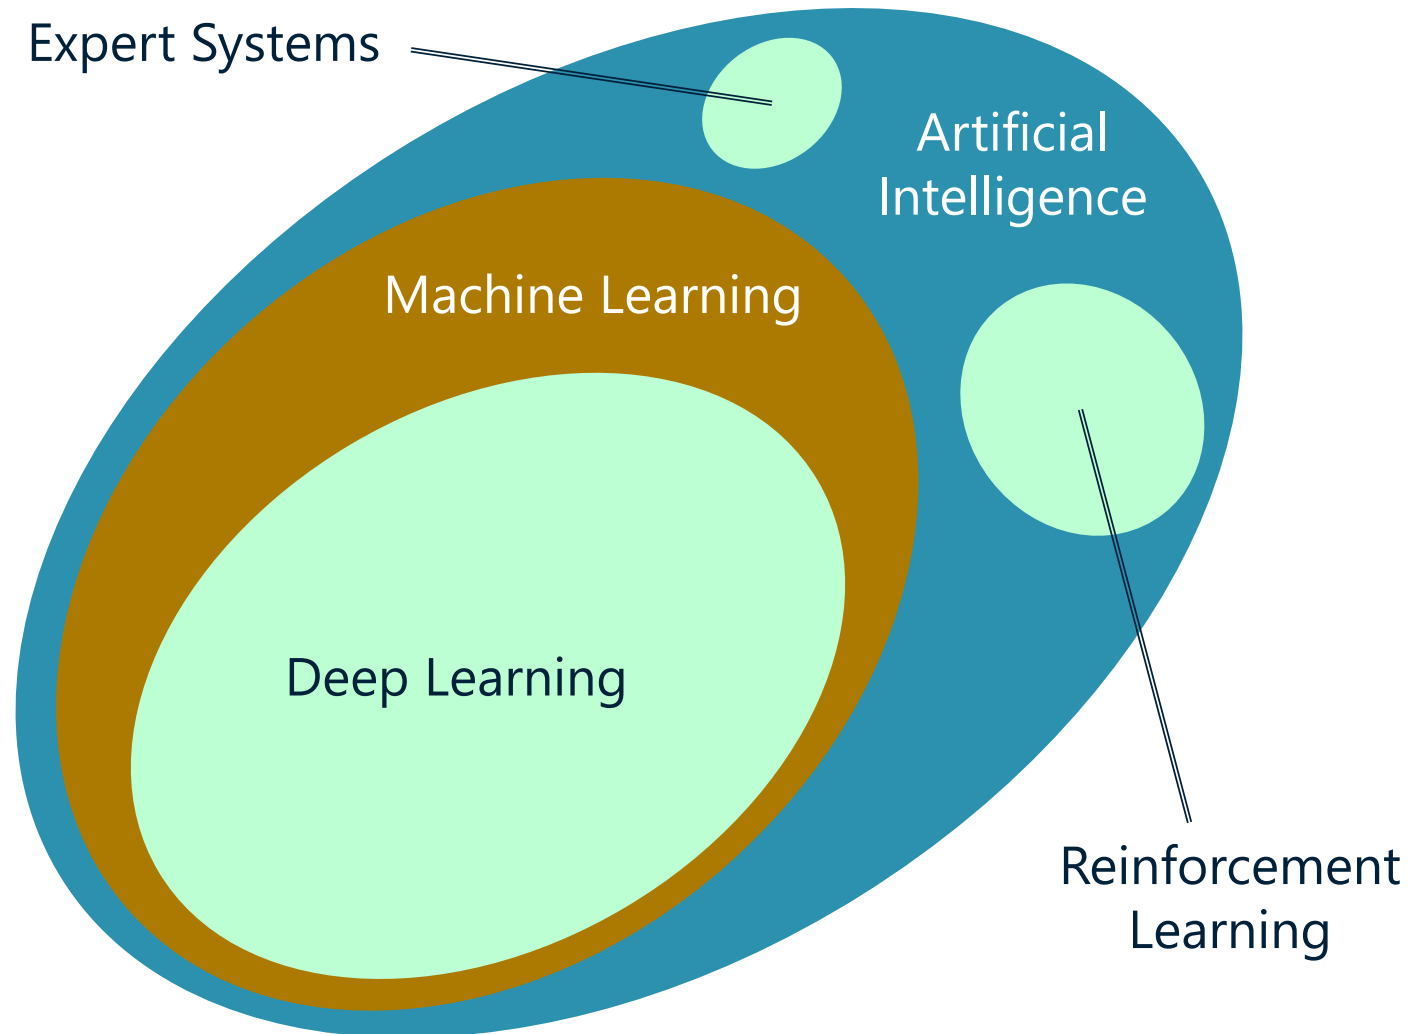 Expert Systems
Artificial
Intelligence
Machine Learning
Deep Learning
Reinforcement
Learning